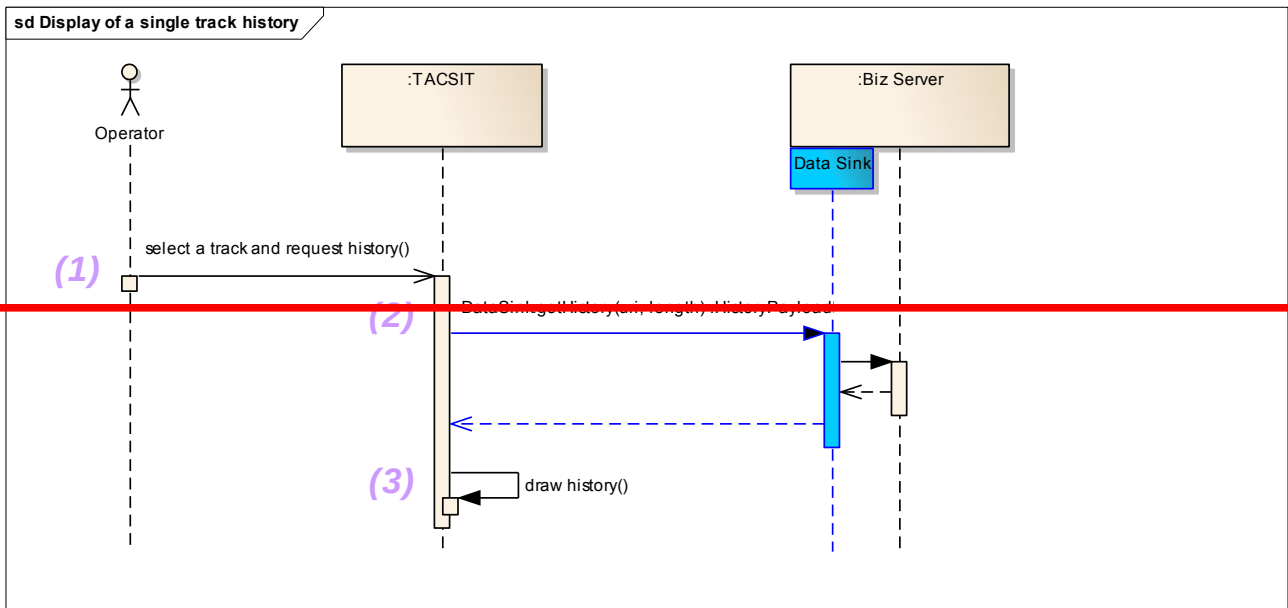 sd Display of a single track history
Operator
:TACSIT
:Biz Server
Data Sink
select a track and request history()
(1)
(2)
(3)
draw history()